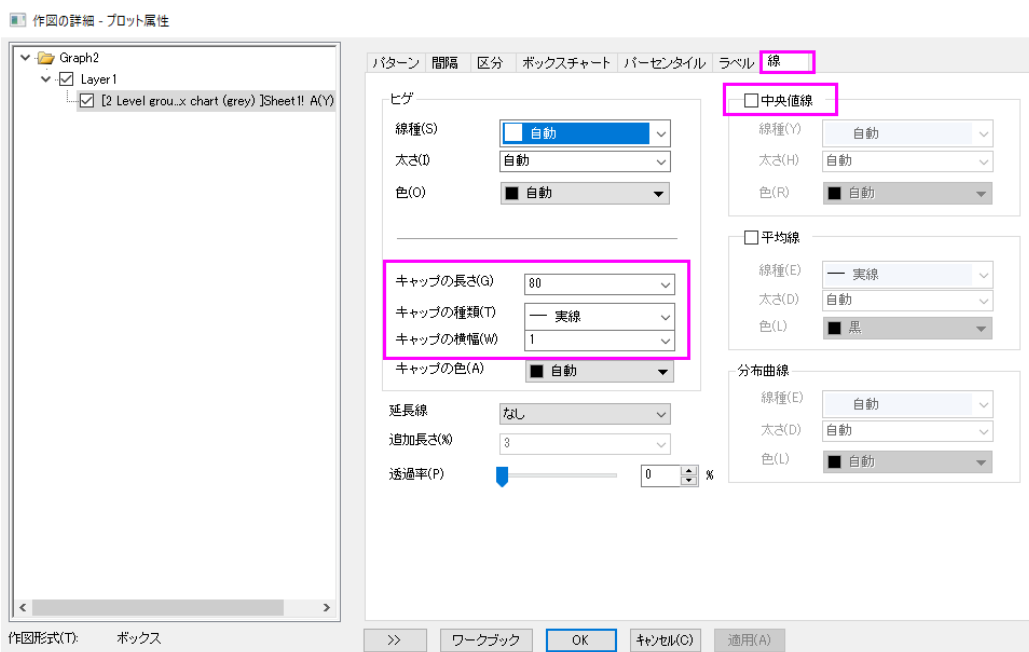 作図の詳細 - プロット属性
Graph2
Layer1
[2 Level grou...x chart (grey) ]Sheet1! A(Y)
パターン 間隔 区分 ボックスチャート パーセンタイル ラベル 線
ヒゲ
線種(S) 自動
太さ(I) 自動
色(O) 自動
キャップの長さ(G) 80
キャップの種類(T) 実線
キャップの横幅(W) 1
キャップの色(A) 自動
延長線 なし
追加長さ(%) 3
透過率(P) 0 %
中央値線
線種(Y) 自動
太さ(H) 自動
色(R) 自動
平均線
線種(E) 実線
太さ(D) 自動
色(L) 黒
分布曲線
線種(E) 自動
太さ(D) 自動
色(L) 自動
作図形式(T): ボックス
>> ワークブック OK キャンセル(C) 適用(A)